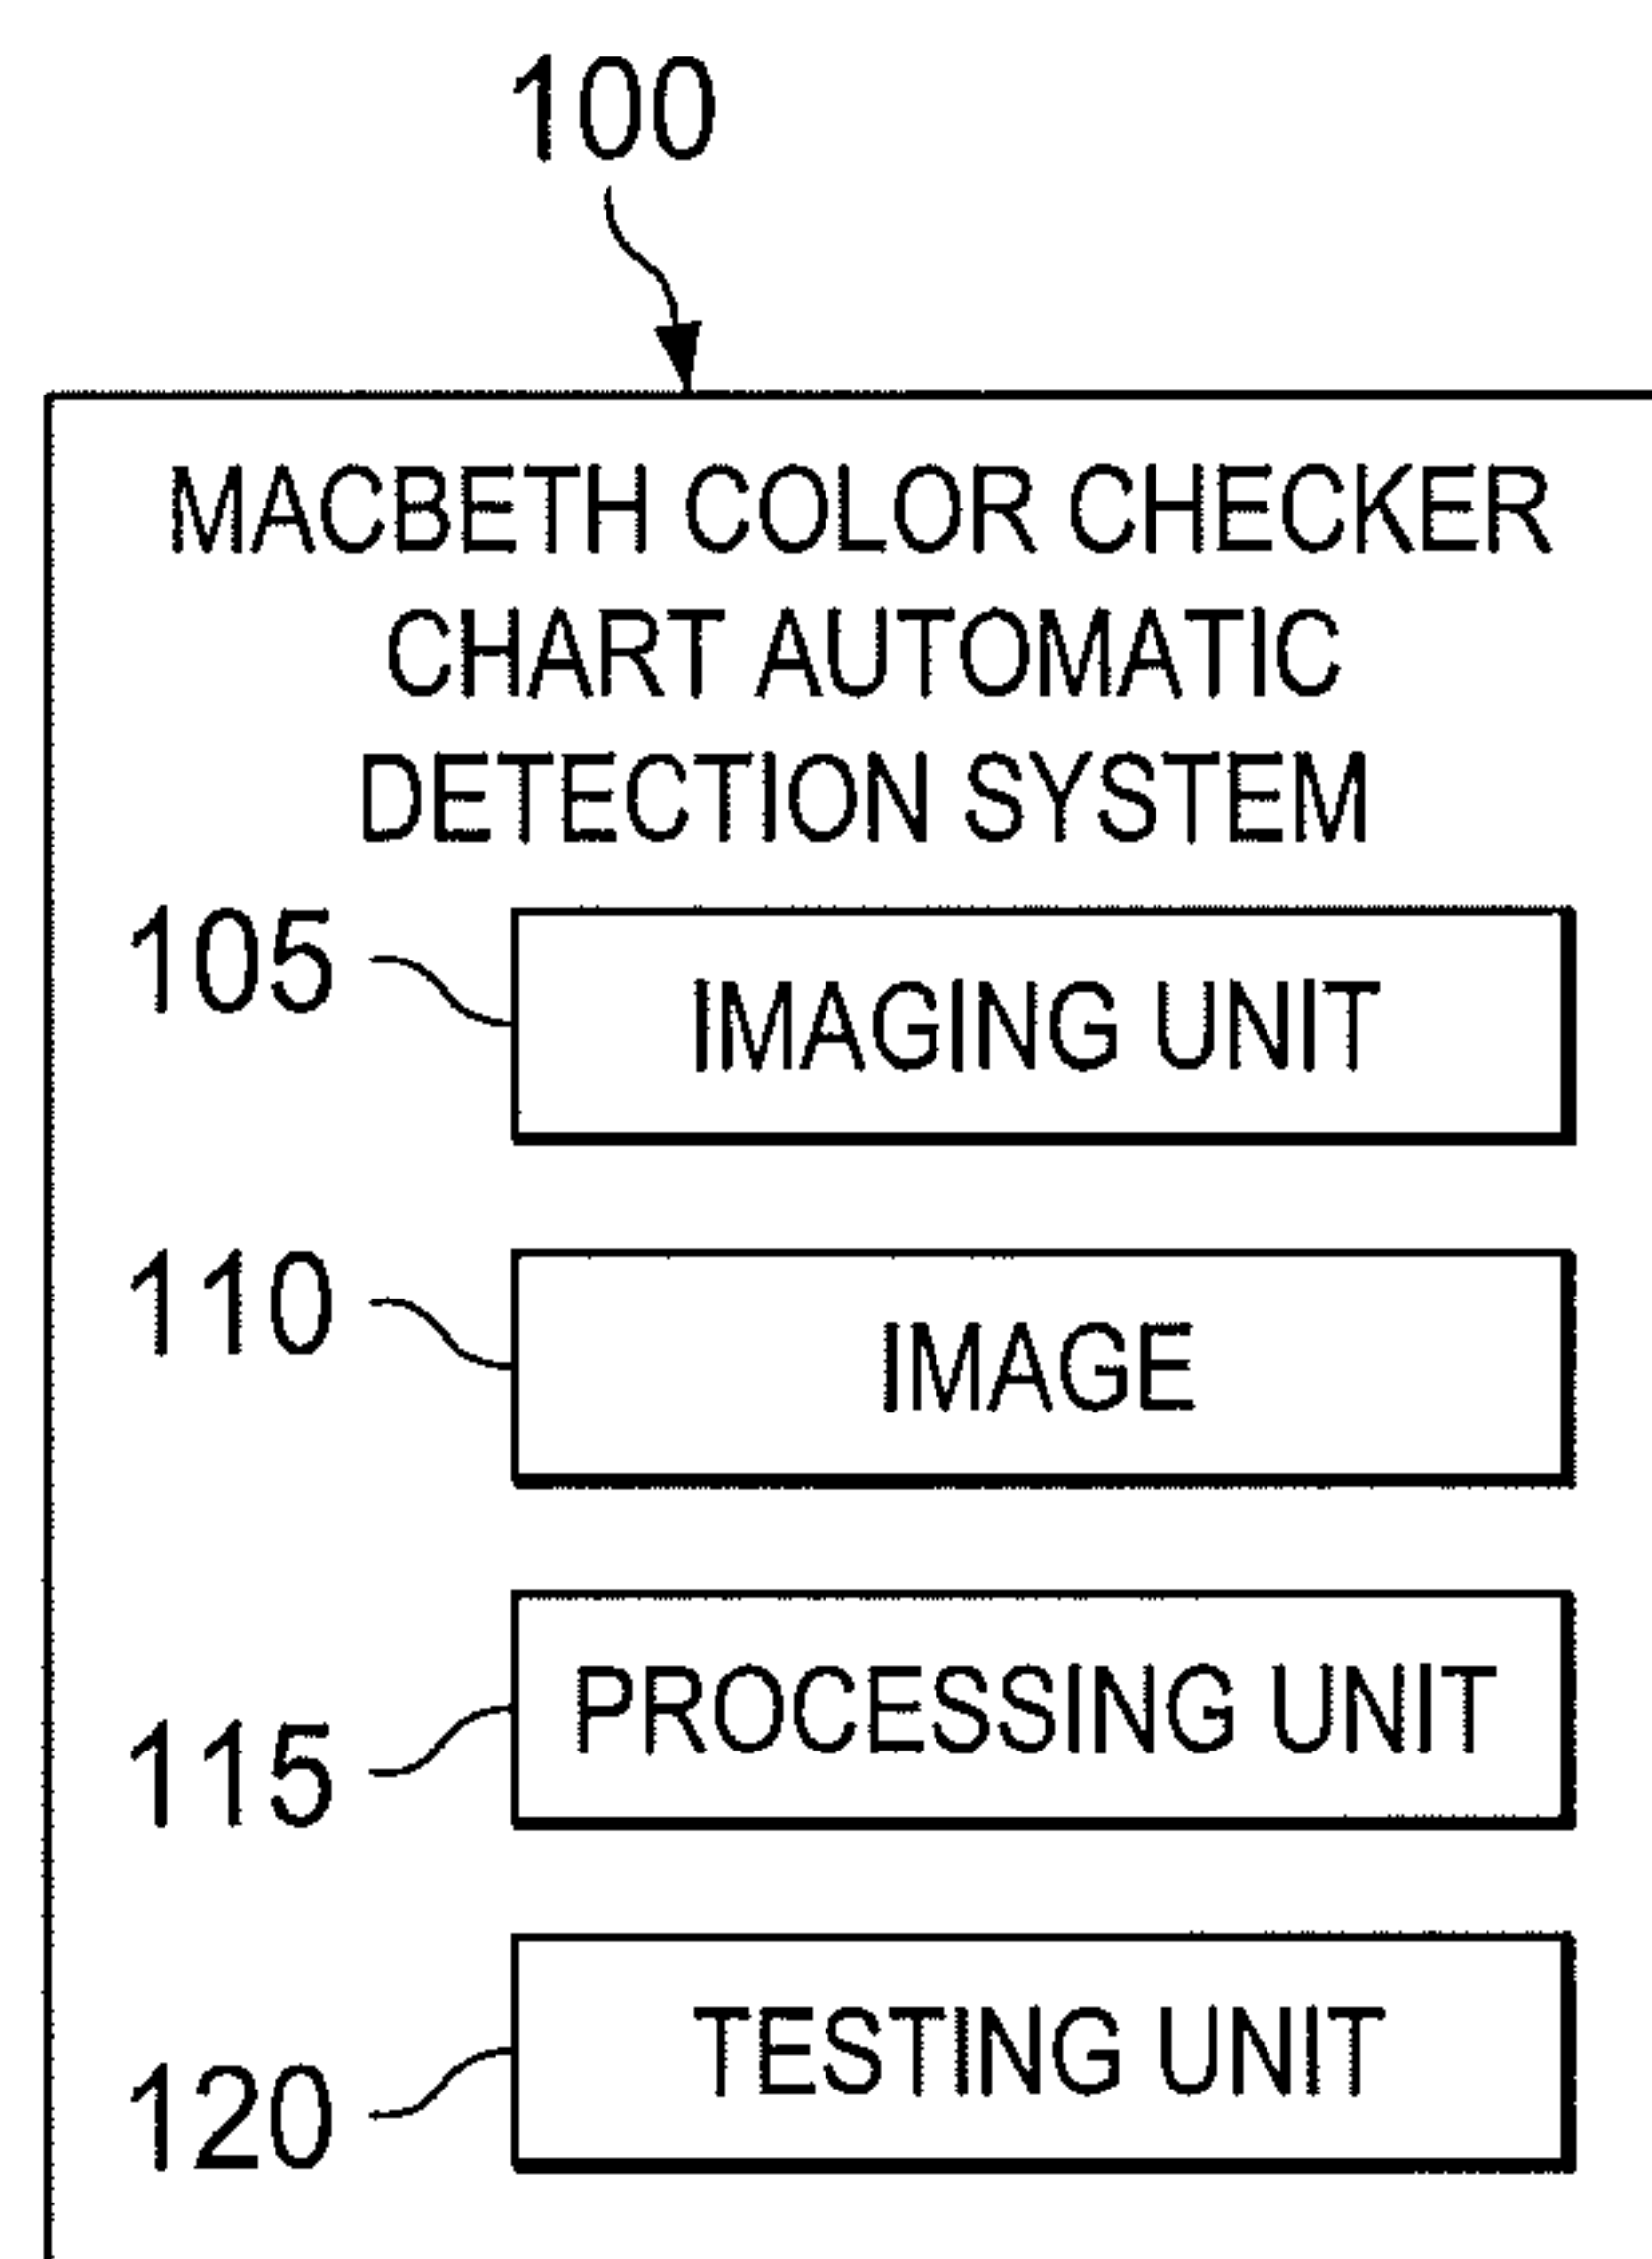 100
MACBETH COLOR CHECKER
CHART AUTOMATIC
DETECTION SYSTEM
105
IMAGING UNIT
110
IMAGE
115
PROCESSING UNIT
120
TESTING UNIT